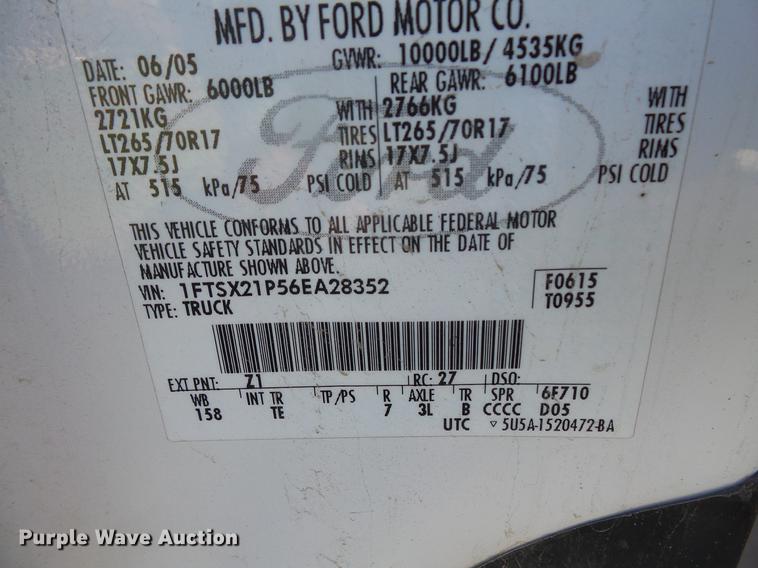 MFD. BY FORD MOTOR CO.
DATE: 06/05 GVWR: 10000LB/ 4535KG
FRONT GAWR: 6000LB REAR GAWR: 6100LB
2721KG WITH 2766KG WITH
LT265/70R17 TIRES LT265/70R17 TIRES
17X7.5J RIMS 17X7.5J RIMS
AT 515 kPa/75 PSI COLD AT 515 kPa/75 PSI COLD
Ford
THIS VEHICLE CONFORMS TO ALL APPLICABLE FEDERAL MOTOR
VEHICLE SAFETY STANDARDS IN EFFECT ON THE DATE OF
MANUFACTURE SHOWN ABOVE.
VIN: 1FTSX21P56EA28352 F0615
TYPE: TRUCK T0955
EXT PNT: Z1 RC: 27 DSO:
WB INT TR TP/PS R AXLE TR SPR 6F710
158 TE 7 3L B CCCC D05
UTC ▽ 5U5A-1520472-BA
Purple Wave Auction